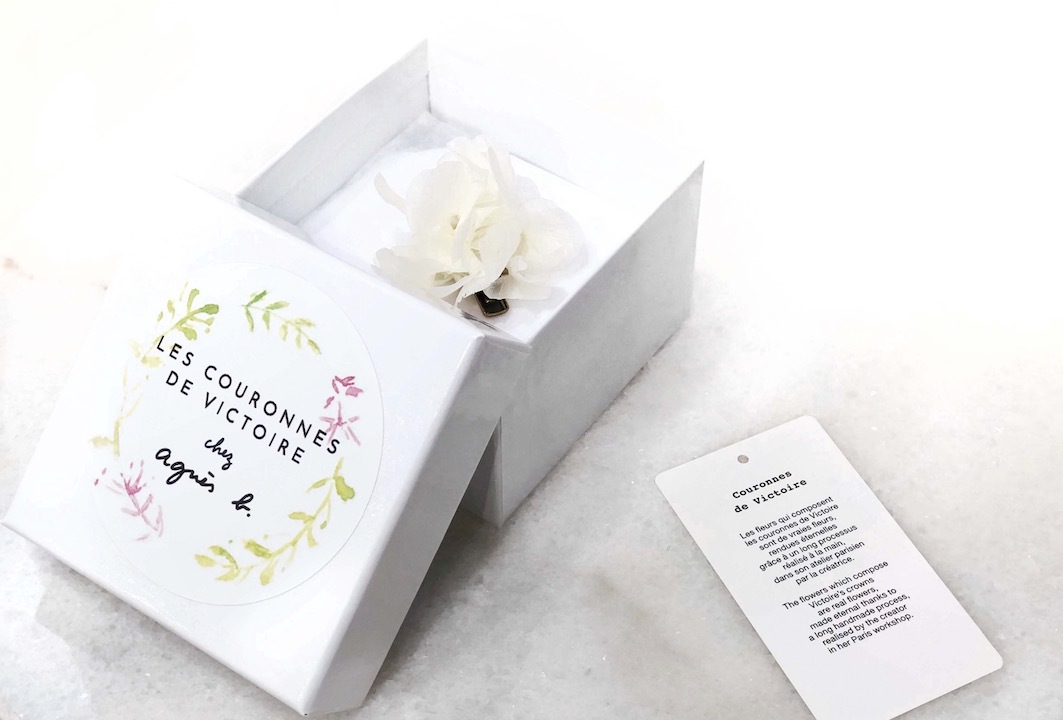 LES COURONNES
DE VICTOIRE
chez
agnès b.
Couronnes
de Victoire
Les fleurs qui composent
les couronnes de Victoire
sont de vraies fleurs,
rendues éternelles
grâce à un long processus
réalisé à la main,
dans son atelier parisien
par la créatrice.
The flowers which compose
Victoire's crowns
are real flowers,
made eternal thanks to
a long handmade process,
realised by the creator
in her Paris workshop.